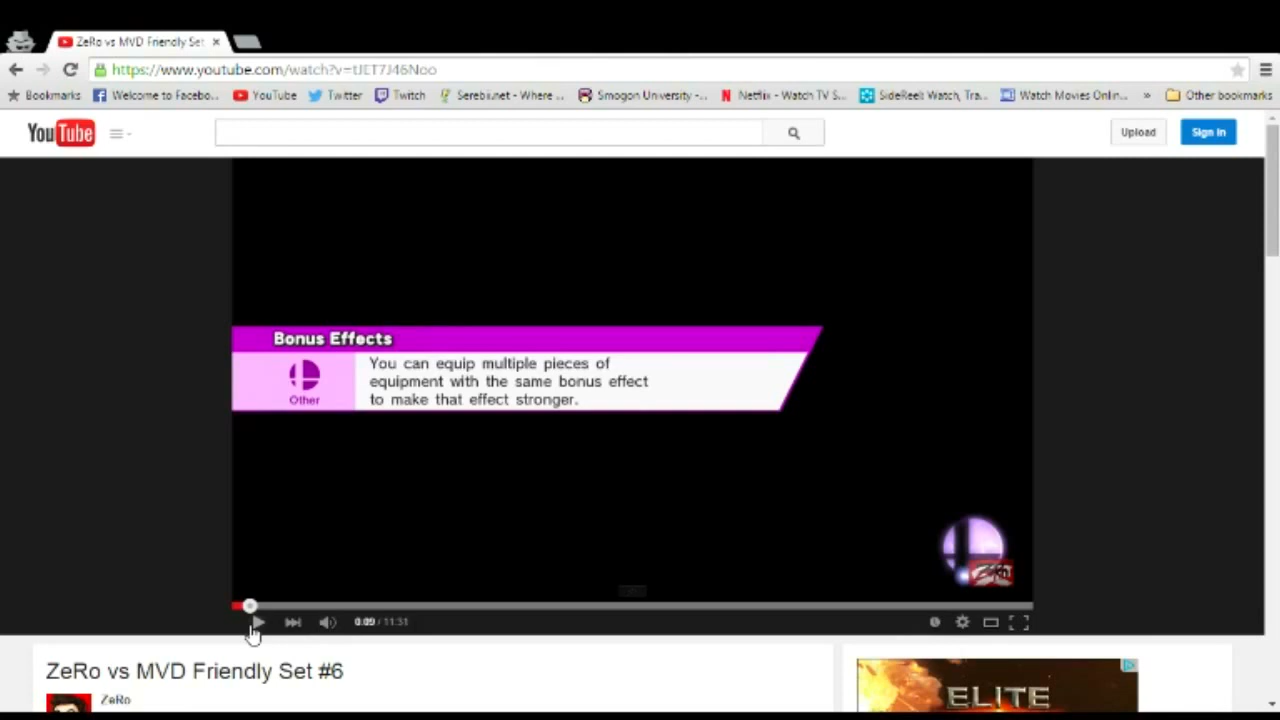 ZeRo vs MVD Friendly Set
https://www.youtube.com/watch?v=tJET7J46Noo
Bookmarks Welcome to Facebo... YouTube Twitter Twitch Serebii.net - Where ... Smogon University -... Netflix - Watch TV S... SideReel: Watch, Tra... Watch Movies Onlin... » Other bookmarks
YouTube Upload Sign in
Bonus Effects
You can equip multiple pieces of
equipment with the same bonus effect
to make that effect stronger.
Other
0:09 / 11:31
ZeRo vs MVD Friendly Set #6
ZeRo
ELITE